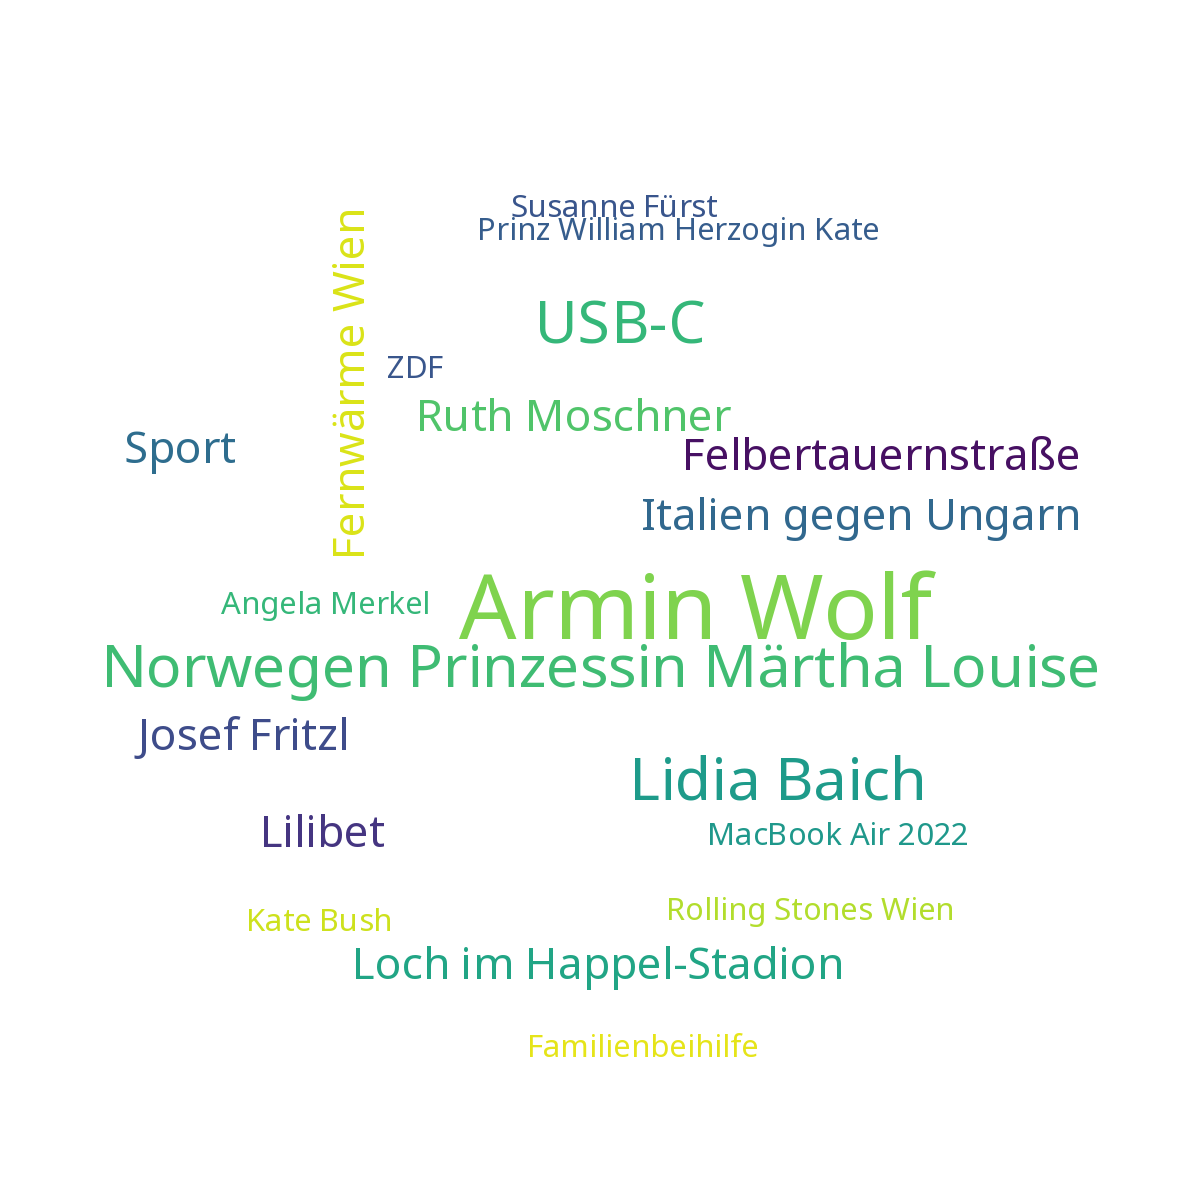 Susanne Fürst
Prinz William Herzogin Kate
Fernwärme Wien
USB-C
ZDF
Ruth Moschner
Sport
Felbertauernstraße
Italien gegen Ungarn
Armin Wolf
Angela Merkel
Norwegen Prinzessin Märtha Louise
Josef Fritzl
Lidia Baich
Lilibet
MacBook Air 2022
Rolling Stones Wien
Kate Bush
Loch im Happel-Stadion
Familienbeihilfe